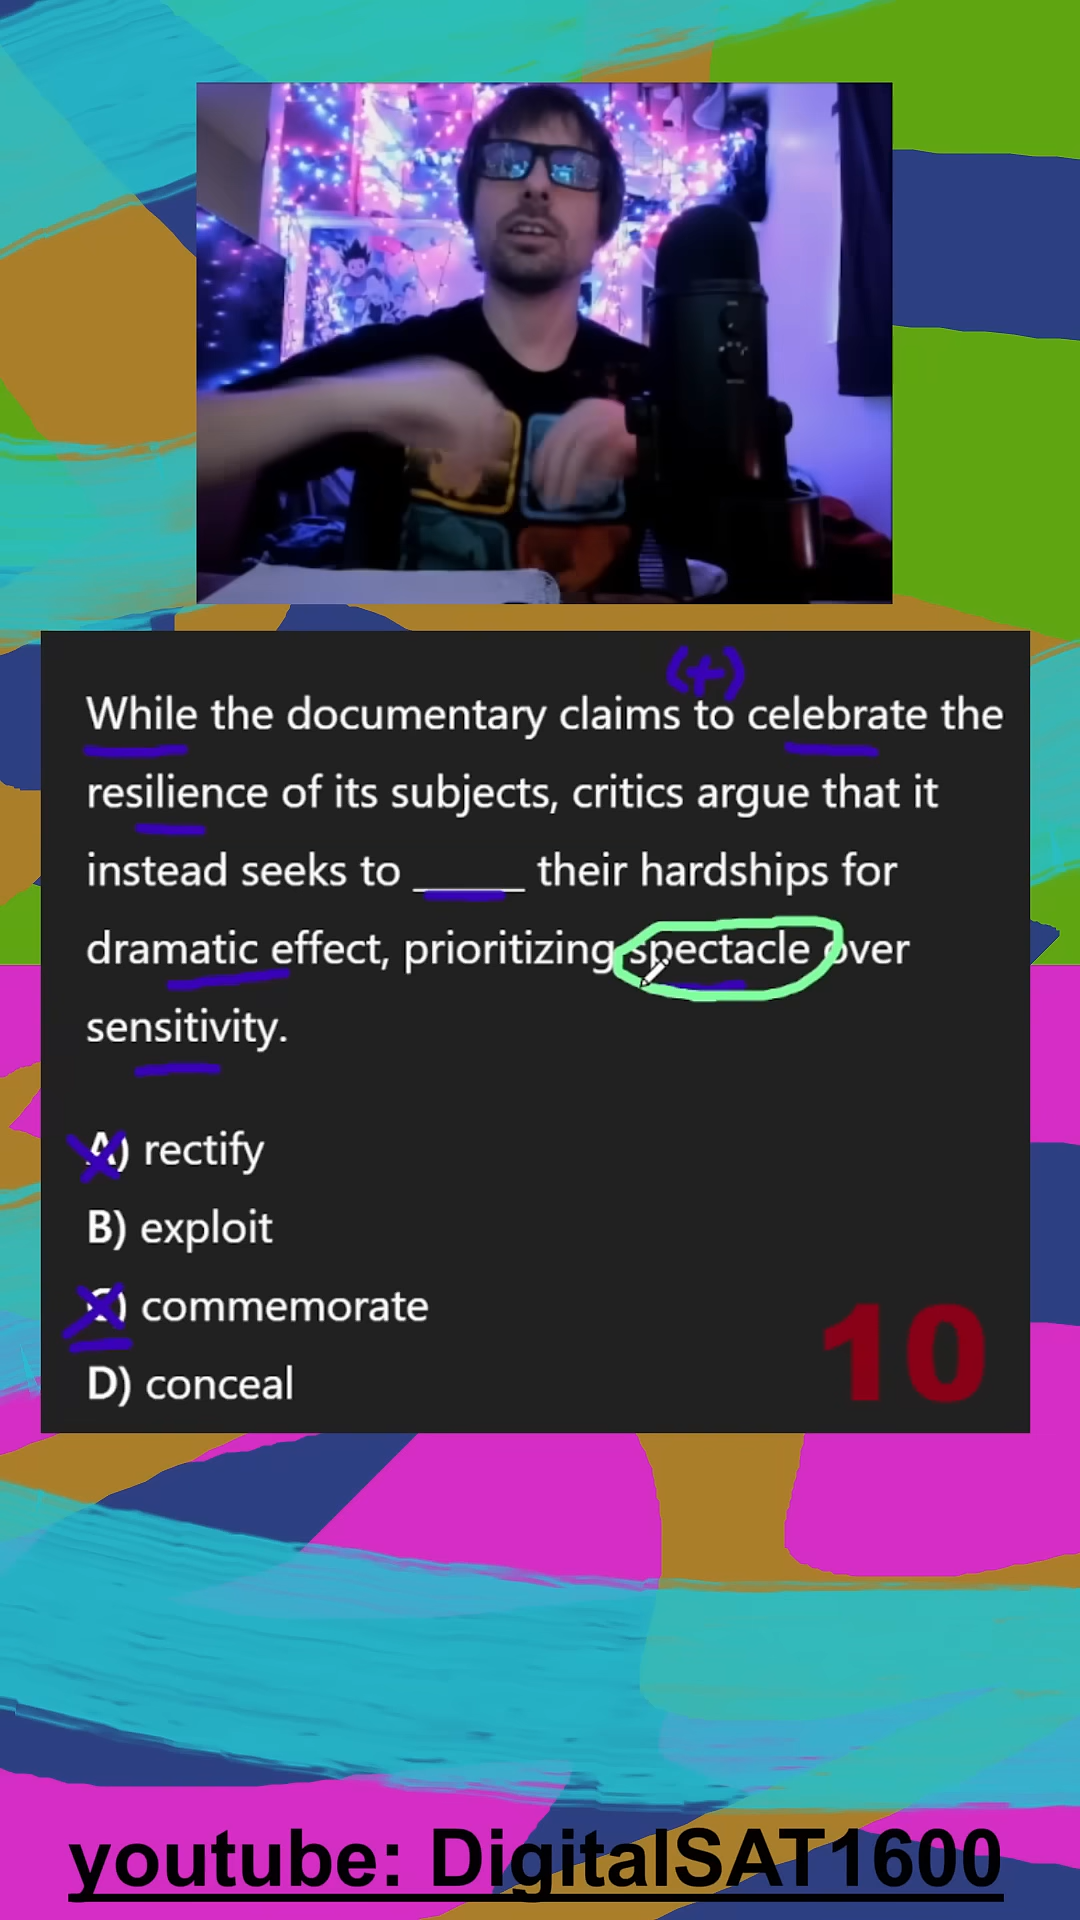 (+)
While the documentary claims to celebrate the
resilience of its subjects, critics argue that it
instead seeks to _____ their hardships for
dramatic effect, prioritizing spectacle over
sensitivity.
A) rectify
B) exploit
C) commemorate
D) conceal
10
youtube: DigitalSAT1600